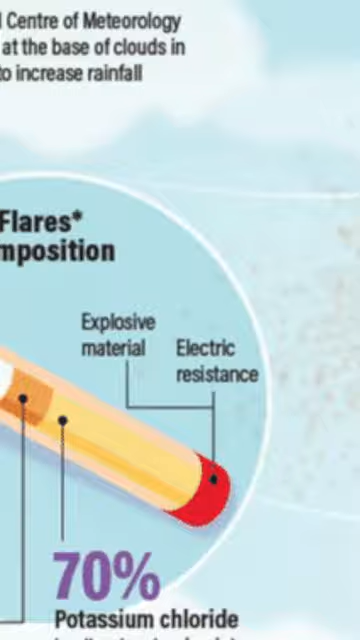 l Centre of Meteorology
at the base of clouds in
to increase rainfall
Flares*
mposition
Explosive
material
Electric
resistance
70%
Potassium chloride